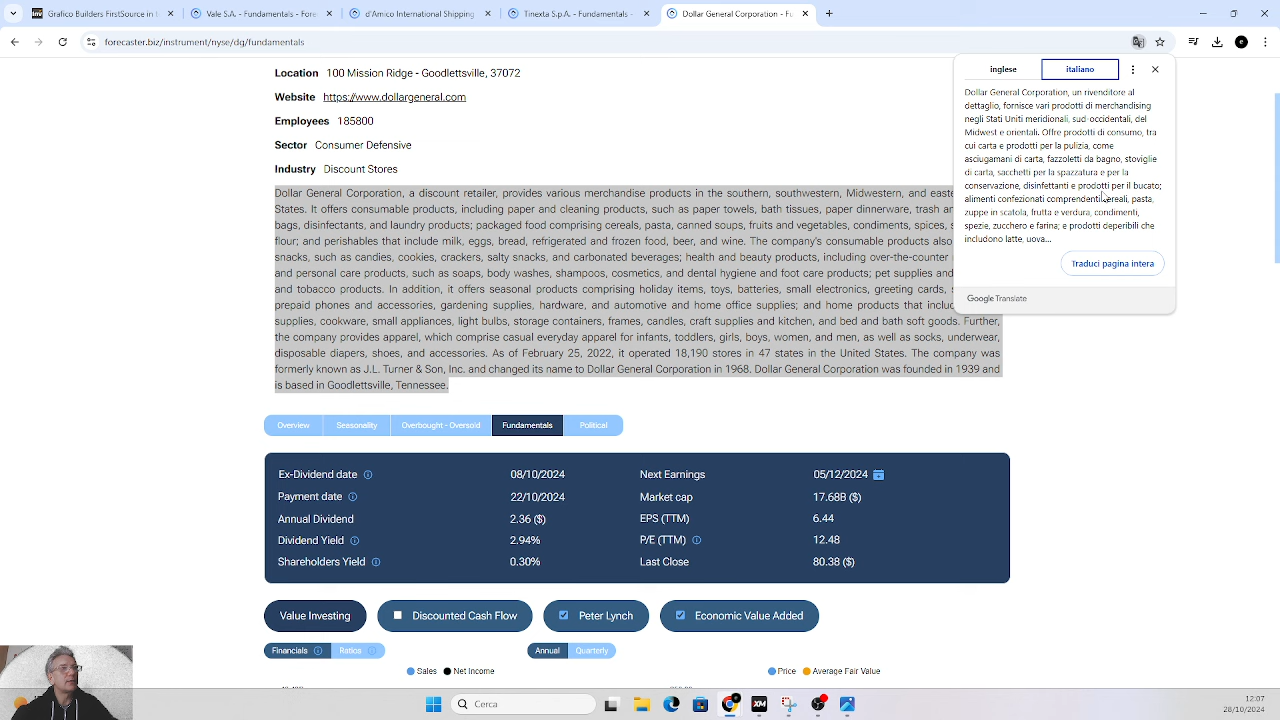 Grafico Builders FirstSource in
Vale S.A. - Fundamentals - Fore
d'Amico International Shipping
Tinexta S.p.A. - Fundamentals -
Dollar General Corporation - Fu
forecaster.biz/instrument/nyse/dg/fundamentals
Location 100 Mission Ridge - Goodlettsville, 37072
Website https://www.dollargeneral.com
Employees 185800
Sector Consumer Defensive
Industry Discount Stores
Dollar General Corporation, a discount retailer, provides various merchandise products in the southern, southwestern, Midwestern, and easte
States. It offers consumable products, including paper and cleaning products, such as paper towels, bath tissues, paper dinnerware, trash an
bags, disinfectants, and laundry products; packaged food comprising cereals, pasta, canned soups, fruits and vegetables, condiments, spices, s
flour; and perishables that include milk, eggs, bread, refrigerated and frozen food, beer, and wine. The company's consumable products also
snacks, such as candies, cookies, crackers, salty snacks, and carbonated beverages; health and beauty products, including over-the-counter
and personal care products, such as soaps, body washes, shampoos, cosmetics, and dental hygiene and foot care products; pet supplies and
and tobacco products. In addition, it offers seasonal products comprising holiday items, toys, batteries, small electronics, greeting cards, s
prepaid phones and accessories, gardening supplies, hardware, and automotive and home office supplies; and home products that inclu
supplies, cookware, small appliances, light bulbs, storage containers, frames, candles, craft supplies and kitchen, and bed and bath soft goods. Further,
the company provides apparel, which comprise casual everyday apparel for infants, toddlers, girls, boys, women, and men, as well as socks, underwear,
disposable diapers, shoes, and accessories. As of February 25, 2022, it operated 18,190 stores in 47 states in the United States. The company was
formerly known as J.L. Turner & Son, Inc. and changed its name to Dollar General Corporation in 1968. Dollar General Corporation was founded in 1939 and
is based in Goodlettsville, Tennessee.
inglese italiano
Dollar General Corporation, un rivenditore al
dettaglio, fornisce vari prodotti di merchandising
negli Stati Uniti meridionali, sud-occidentali, del
Midwest e orientali. Offre prodotti di consumo, tra
cui carta e prodotti per la pulizia, come
asciugamani di carta, fazzoletti da bagno, stoviglie
di carta, sacchetti per la spazzatura e per la
conservazione, disinfettanti e prodotti per il bucato;
alimenti confezionati comprendenti cereali, pasta,
zuppe in scatola, frutta e verdura, condimenti,
spezie, zucchero e farina; e prodotti deperibili che
includono latte, uova...
Traduci pagina intera
Google Translate
Overview Seasonality Overbought - Oversold Fundamentals Political
Ex-Dividend date 08/10/2024 Next Earnings 05/12/2024
Payment date 22/10/2024 Market cap 17.68B ($)
Annual Dividend 2.36 ($) EPS (TTM) 6.44
Dividend Yield 2.94% P/E (TTM) 12.48
Shareholders Yield 0.30% Last Close 80.38 ($)
Value Investing Discounted Cash Flow Peter Lynch Economic Value Added
Financials Ratios Annual Quarterly
Sales Net Income Price Average Fair Value
Cerca
12.07
28/10/2024